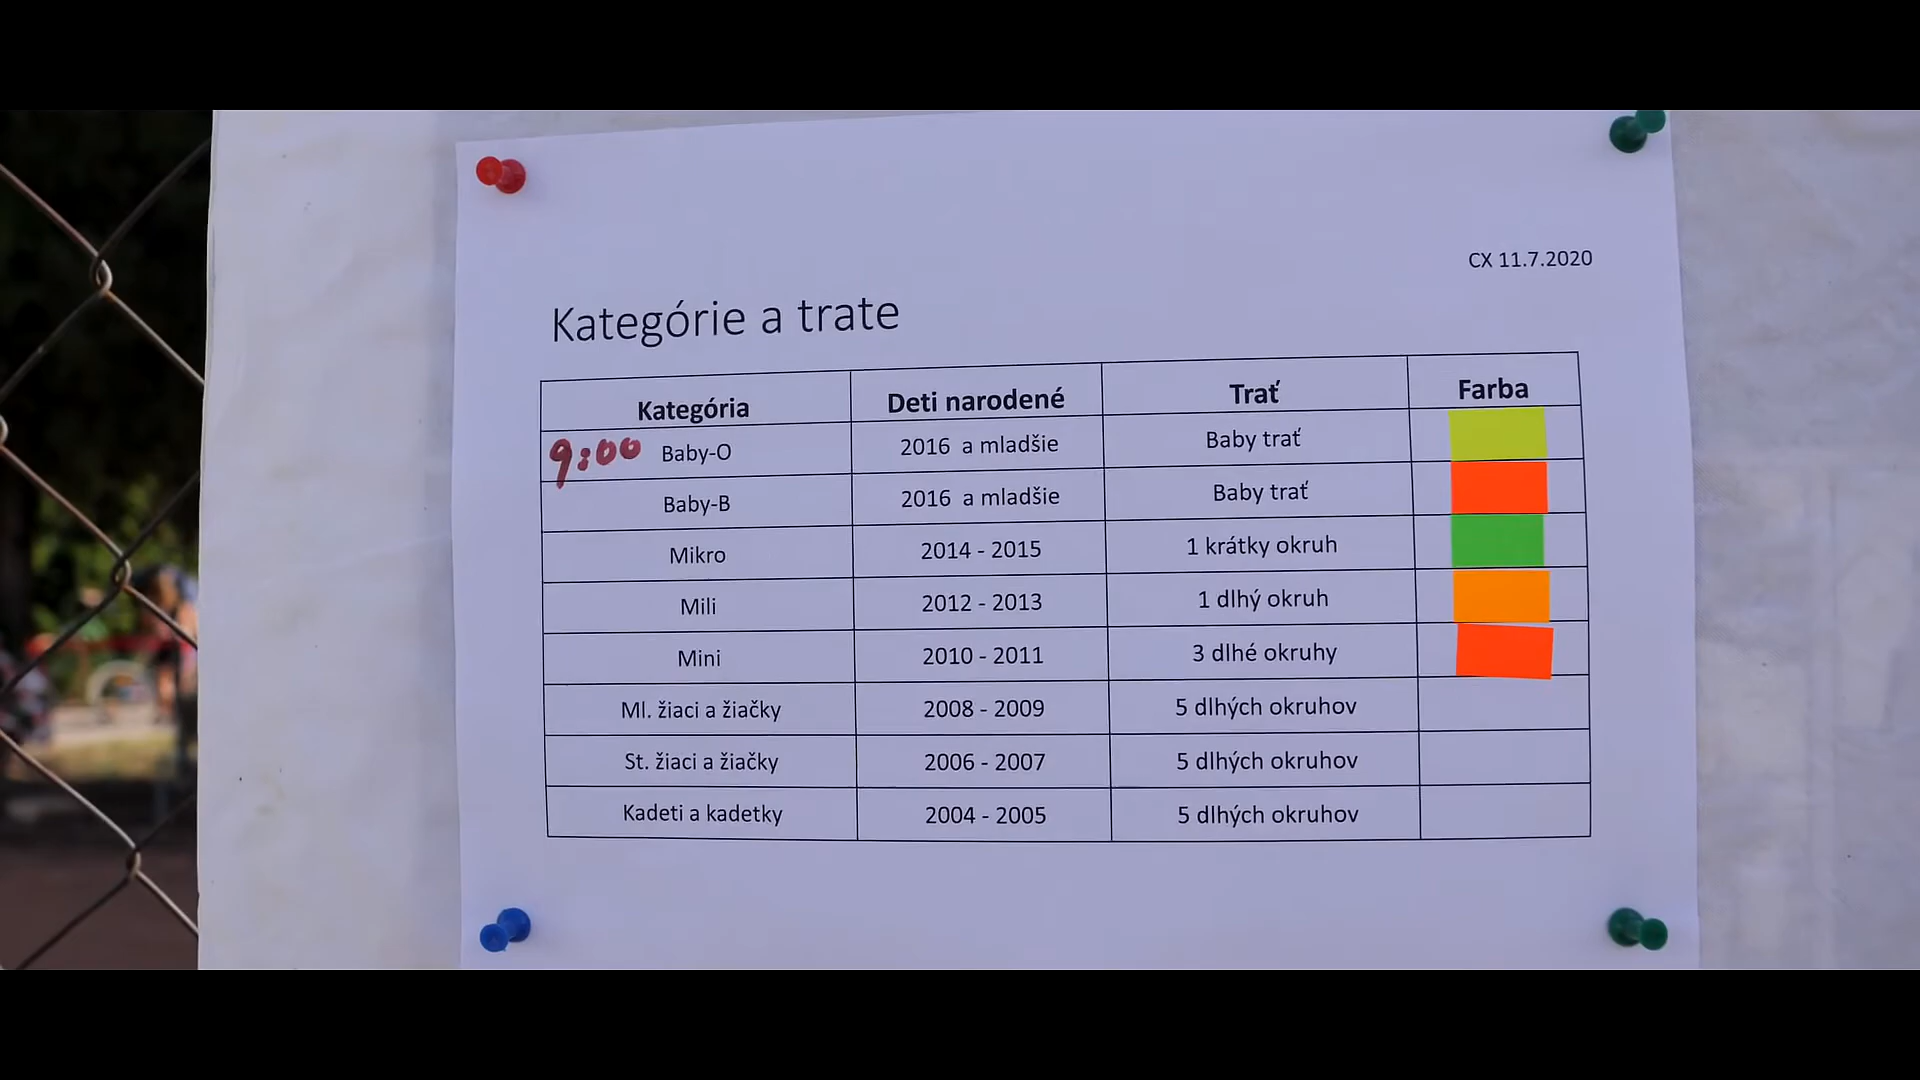 CX 11.7.2020
Kategórie a trate
Kategória Deti narodené Trať Farba
9:00 Baby-O 2016 a mladšie Baby trať
Baby-B 2016 a mladšie Baby trať
Mikro 2014 - 2015 1 krátky okruh
Mili 2012 - 2013 1 dlhý okruh
Mini 2010 - 2011 3 dlhé okruhy
Ml. žiaci a žiačky 2008 - 2009 5 dlhých okruhov
St. žiaci a žiačky 2006 - 2007 5 dlhých okruhov
Kadeti a kadetky 2004 - 2005 5 dlhých okruhov